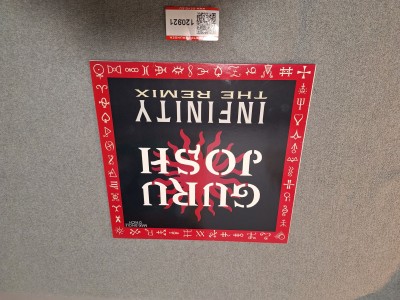 GURU
JOSH
INFINITY
THE REMIX
120921